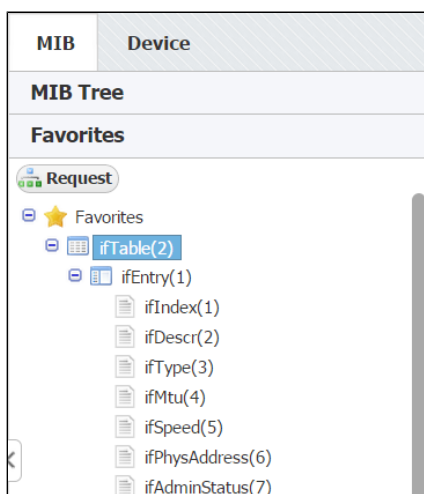 MIB Device
MIB Tree
Favorites
Request
Favorites
ifTable(2)
ifEntry(1)
ifIndex(1)
ifDescr(2)
ifType(3)
ifMtu(4)
ifSpeed(5)
ifPhysAddress(6)
ifAdminStatus(7)